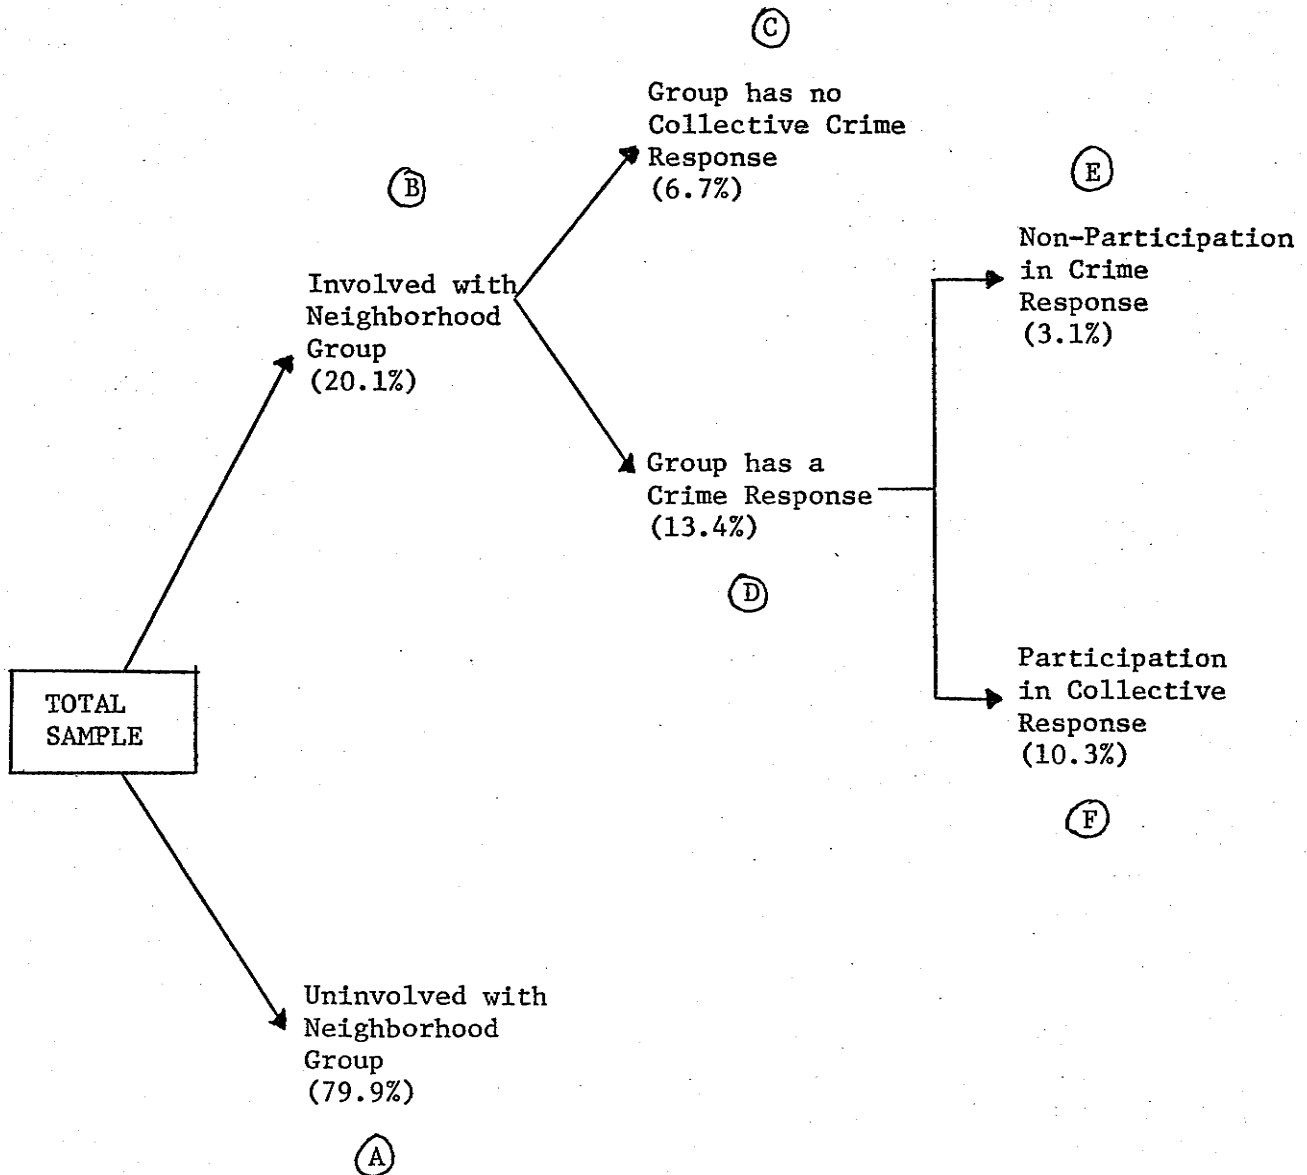 C
Group has no
Collective Crime
Response
(6.7%)
B
E
Involved with
Neighborhood
Group
(20.1%)
Non-Participation
in Crime
Response
(3.1%)
Group has a
Crime Response
(13.4%)
D
TOTAL
SAMPLE
Participation
in Collective
Response
(10.3%)
F
Uninvolved with
Neighborhood
Group
(79.9%)
A